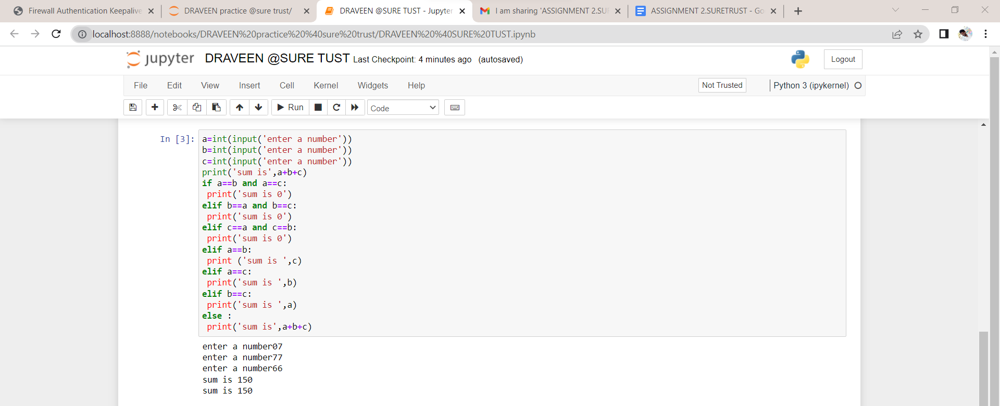 Firewall Authentication Keepalive
DRAVEEN practice @sure trust/
DRAVEEN @SURE TUST - Jupyter
I am sharing 'ASSIGNMENT 2.SUR
ASSIGNMENT 2.SURETRUST - Go
localhost:8888/notebooks/DRAVEEN%20practice%20%40sure%20trust/DRAVEEN%20%40SURE%20TUST.ipynb
jupyter DRAVEEN @SURE TUST Last Checkpoint: 4 minutes ago (autosaved)
Logout
File Edit View Insert Cell Kernel Widgets Help
Not Trusted
Python 3 (ipykernel)
Run
Code
In [3]:
a=int(input('enter a number'))
b=int(input('enter a number'))
c=int(input('enter a number'))
print('sum is',a+b+c)
if a==b and a==c:
 print('sum is 0')
elif b==a and b==c:
 print('sum is 0')
elif c==a and c==b:
 print('sum is 0')
elif a==b:
 print ('sum is ',c)
elif a==c:
 print('sum is ',b)
elif b==c:
 print('sum is ',a)
else :
 print('sum is',a+b+c)
enter a number07
enter a number77
enter a number66
sum is 150
sum is 150